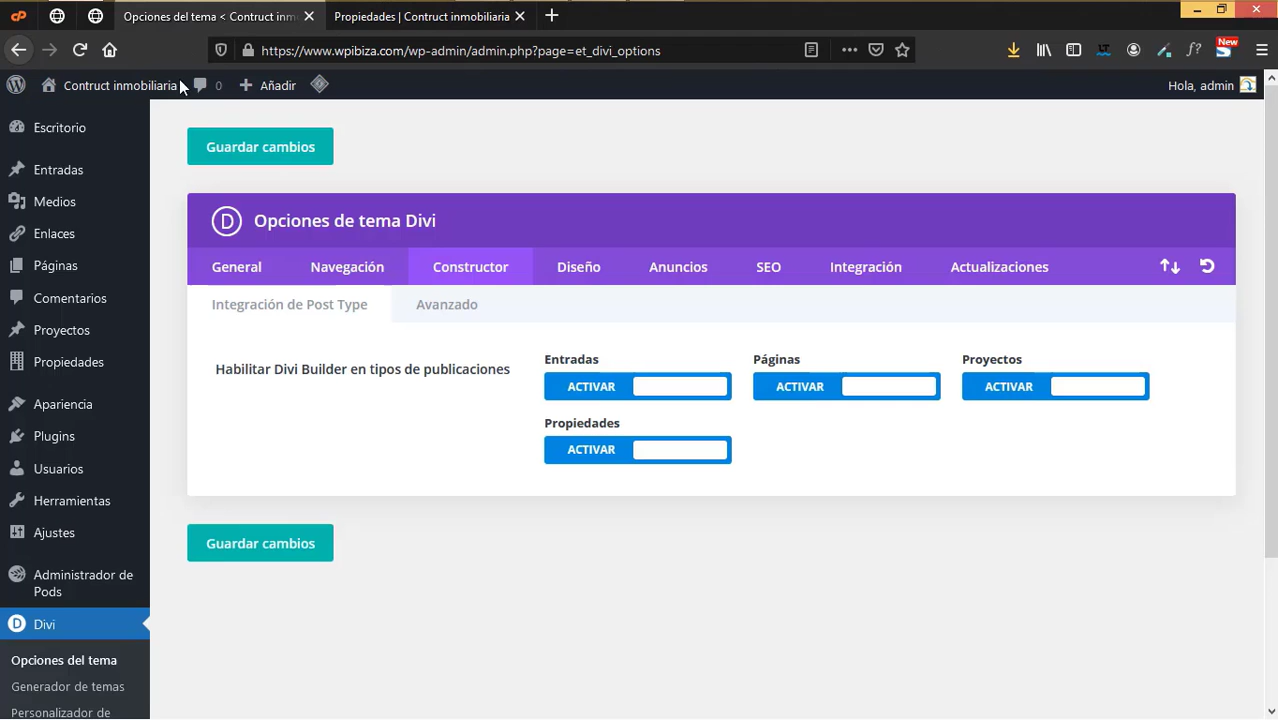 Opciones del tema < Contruct inm
Propiedades | Contruct inmobiliaria
https://www.wpibiza.com/wp-admin/admin.php?page=et_divi_options
New
Contruct inmobiliaria
0
Añadir
Hola, admin
Escritorio
Entradas
Medios
Enlaces
Páginas
Comentarios
Proyectos
Propiedades
Apariencia
Plugins
Usuarios
Herramientas
Ajustes
Administrador de
Pods
Divi
Opciones del tema
Generador de temas
Personalizador de
Guardar cambios
D Opciones de tema Divi
General Navegación Constructor Diseño Anuncios SEO Integración Actualizaciones
Integración de Post Type Avanzado
Habilitar Divi Builder en tipos de publicaciones
Entradas Páginas Proyectos
ACTIVAR ACTIVAR ACTIVAR
Propiedades
ACTIVAR
Guardar cambios